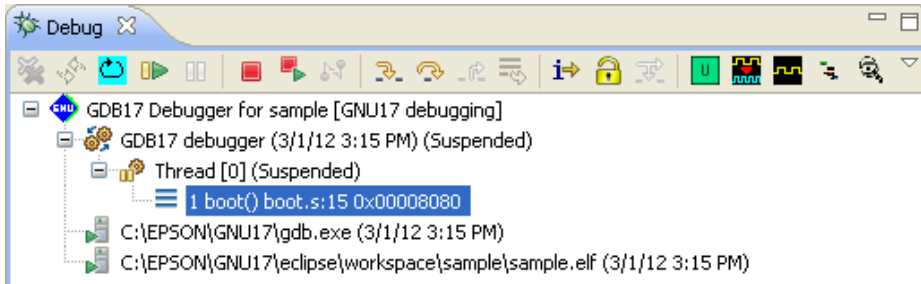 Debug
i
U
GNU GDB17 Debugger for sample [GNU17 debugging]
GDB17 debugger (3/1/12 3:15 PM) (Suspended)
Thread [0] (Suspended)
1 boot() boot.s:15 0x00008080
C:\EPSON\GNU17\gdb.exe (3/1/12 3:15 PM)
C:\EPSON\GNU17\eclipse\workspace\sample\sample.elf (3/1/12 3:15 PM)